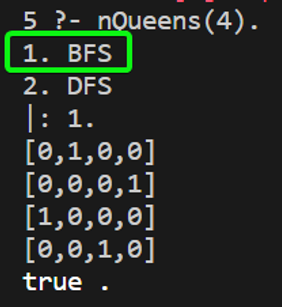 5 ?- nQueens(4).
1. BFS
2. DFS
|: 1.
[0,1,0,0]
[0,0,0,1]
[1,0,0,0]
[0,0,1,0]
true .